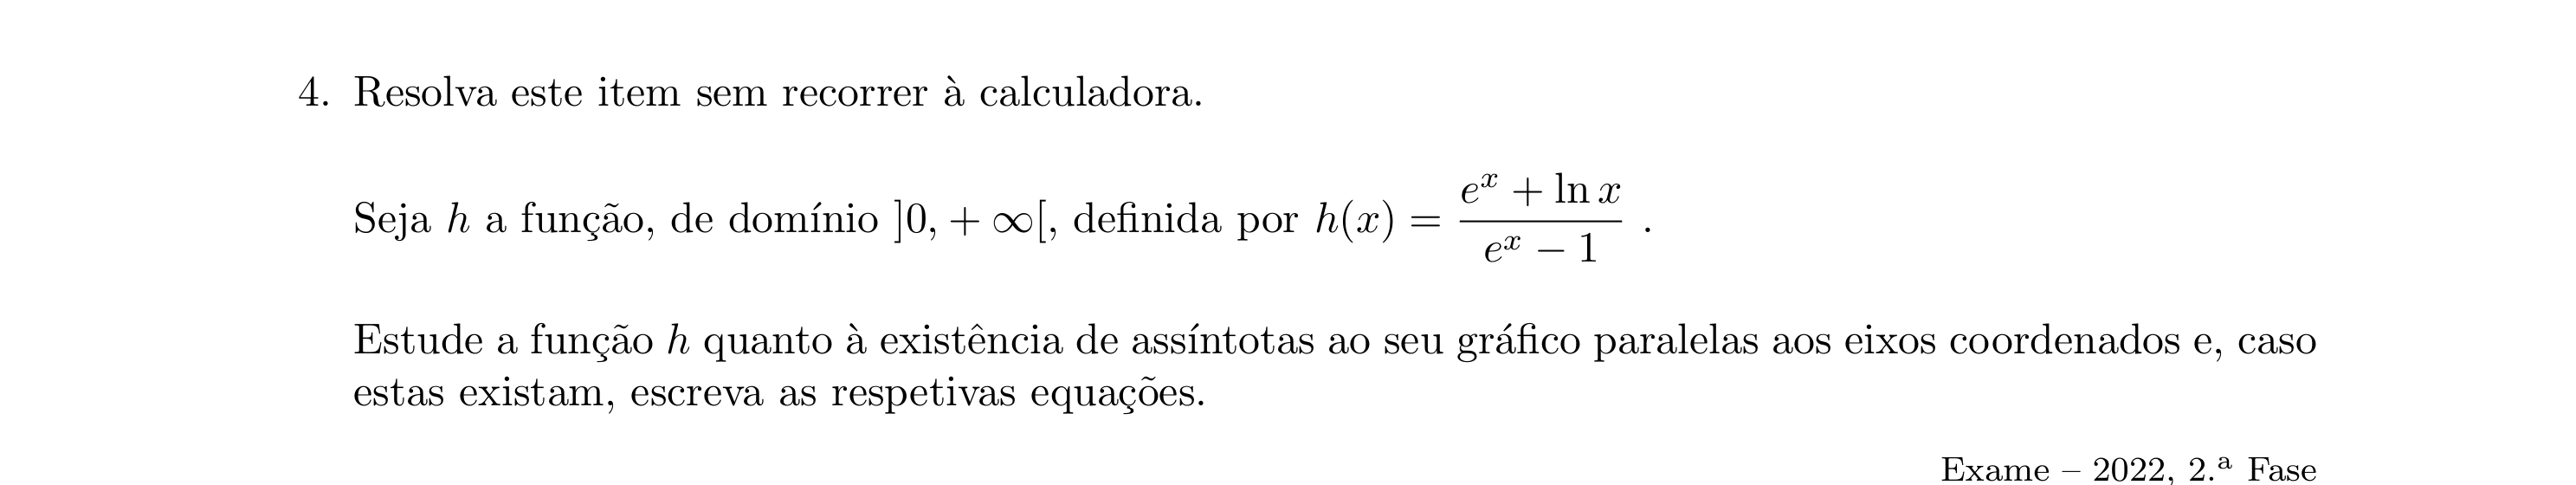 4. Resolva este item sem recorrer à calculadora.
Seja h a função, de domínio ]0, + ∞[, definida por h(x) = \frac{e^x + \ln x}{e^x - 1} .
Estude a função h quanto à existência de assíntotas ao seu gráfico paralelas aos eixos coordenados e, caso
estas existam, escreva as respetivas equações.
Exame – 2022, 2.ª Fase